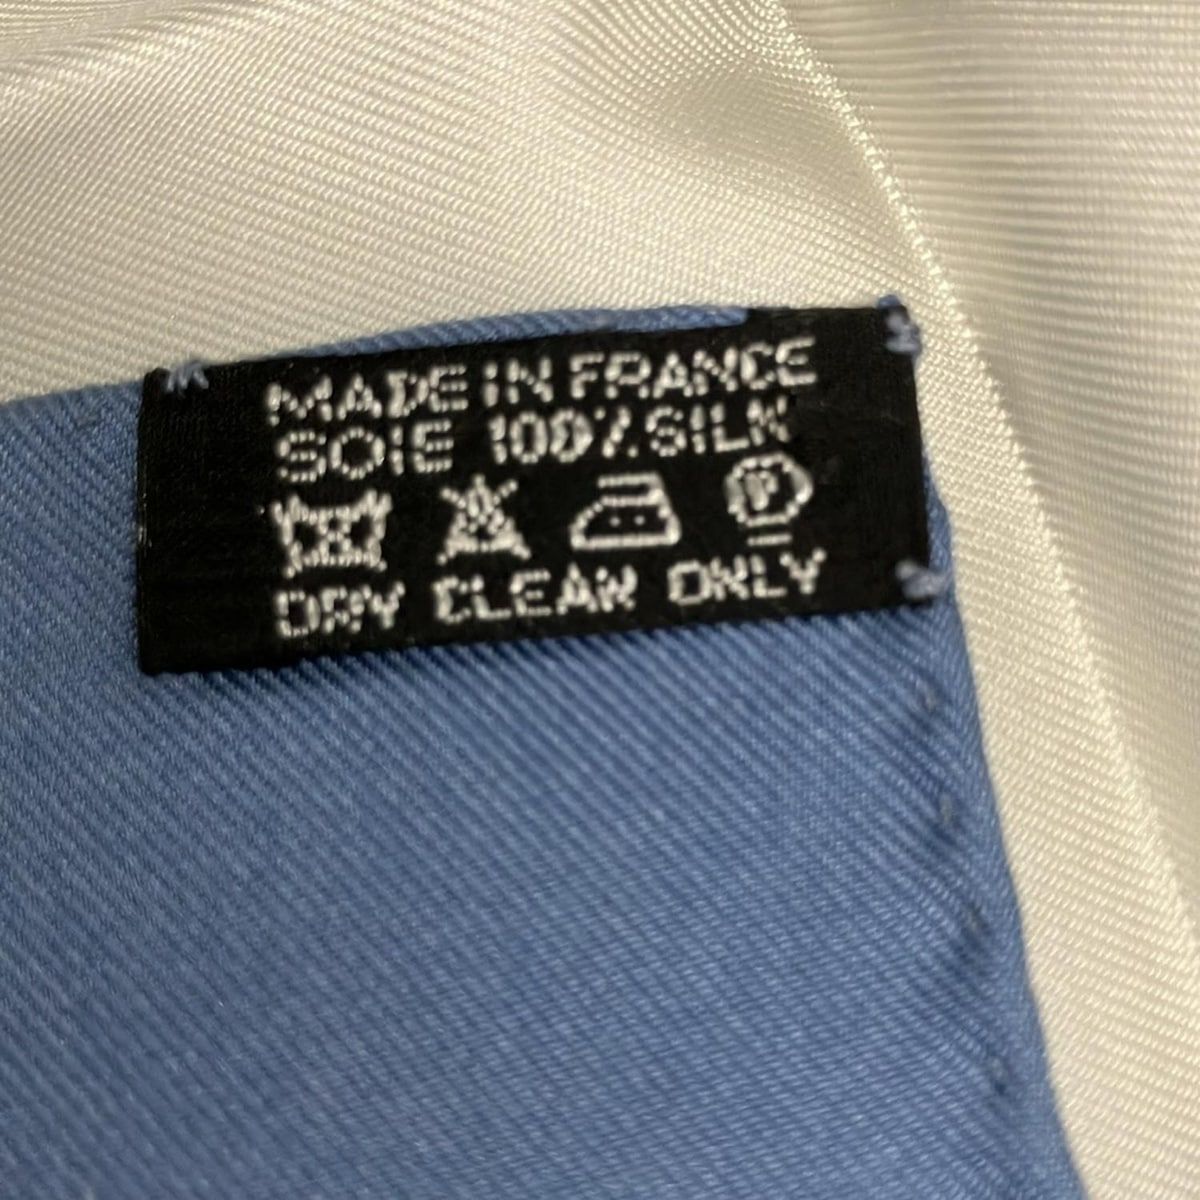 MADE IN FRANCE
SOIE 100% SILK
P
DRY CLEAN ONLY